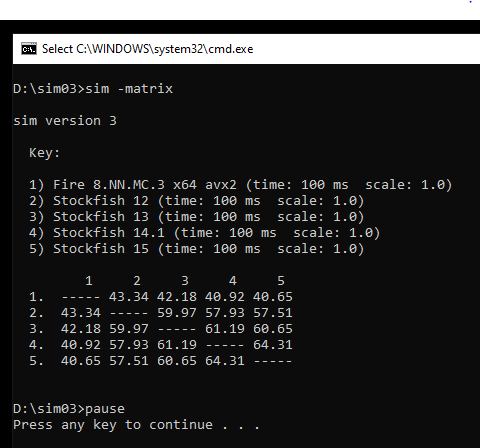 Select C:\WINDOWS\system32\cmd.exe
D:\sim03>sim -matrix
sim version 3
Key:
1) Fire 8.NN.MC.3 x64 avx2 (time: 100 ms  scale: 1.0)
2) Stockfish 12 (time: 100 ms  scale: 1.0)
3) Stockfish 13 (time: 100 ms  scale: 1.0)
4) Stockfish 14.1 (time: 100 ms  scale: 1.0)
5) Stockfish 15 (time: 100 ms  scale: 1.0)
1     2     3     4     5
1.  ----- 43.34 42.18 40.92 40.65
2.  43.34 ----- 59.97 57.93 57.51
3.  42.18 59.97 ----- 61.19 60.65
4.  40.92 57.93 61.19 ----- 64.31
5.  40.65 57.51 60.65 64.31 -----
D:\sim03>pause
Press any key to continue . . .